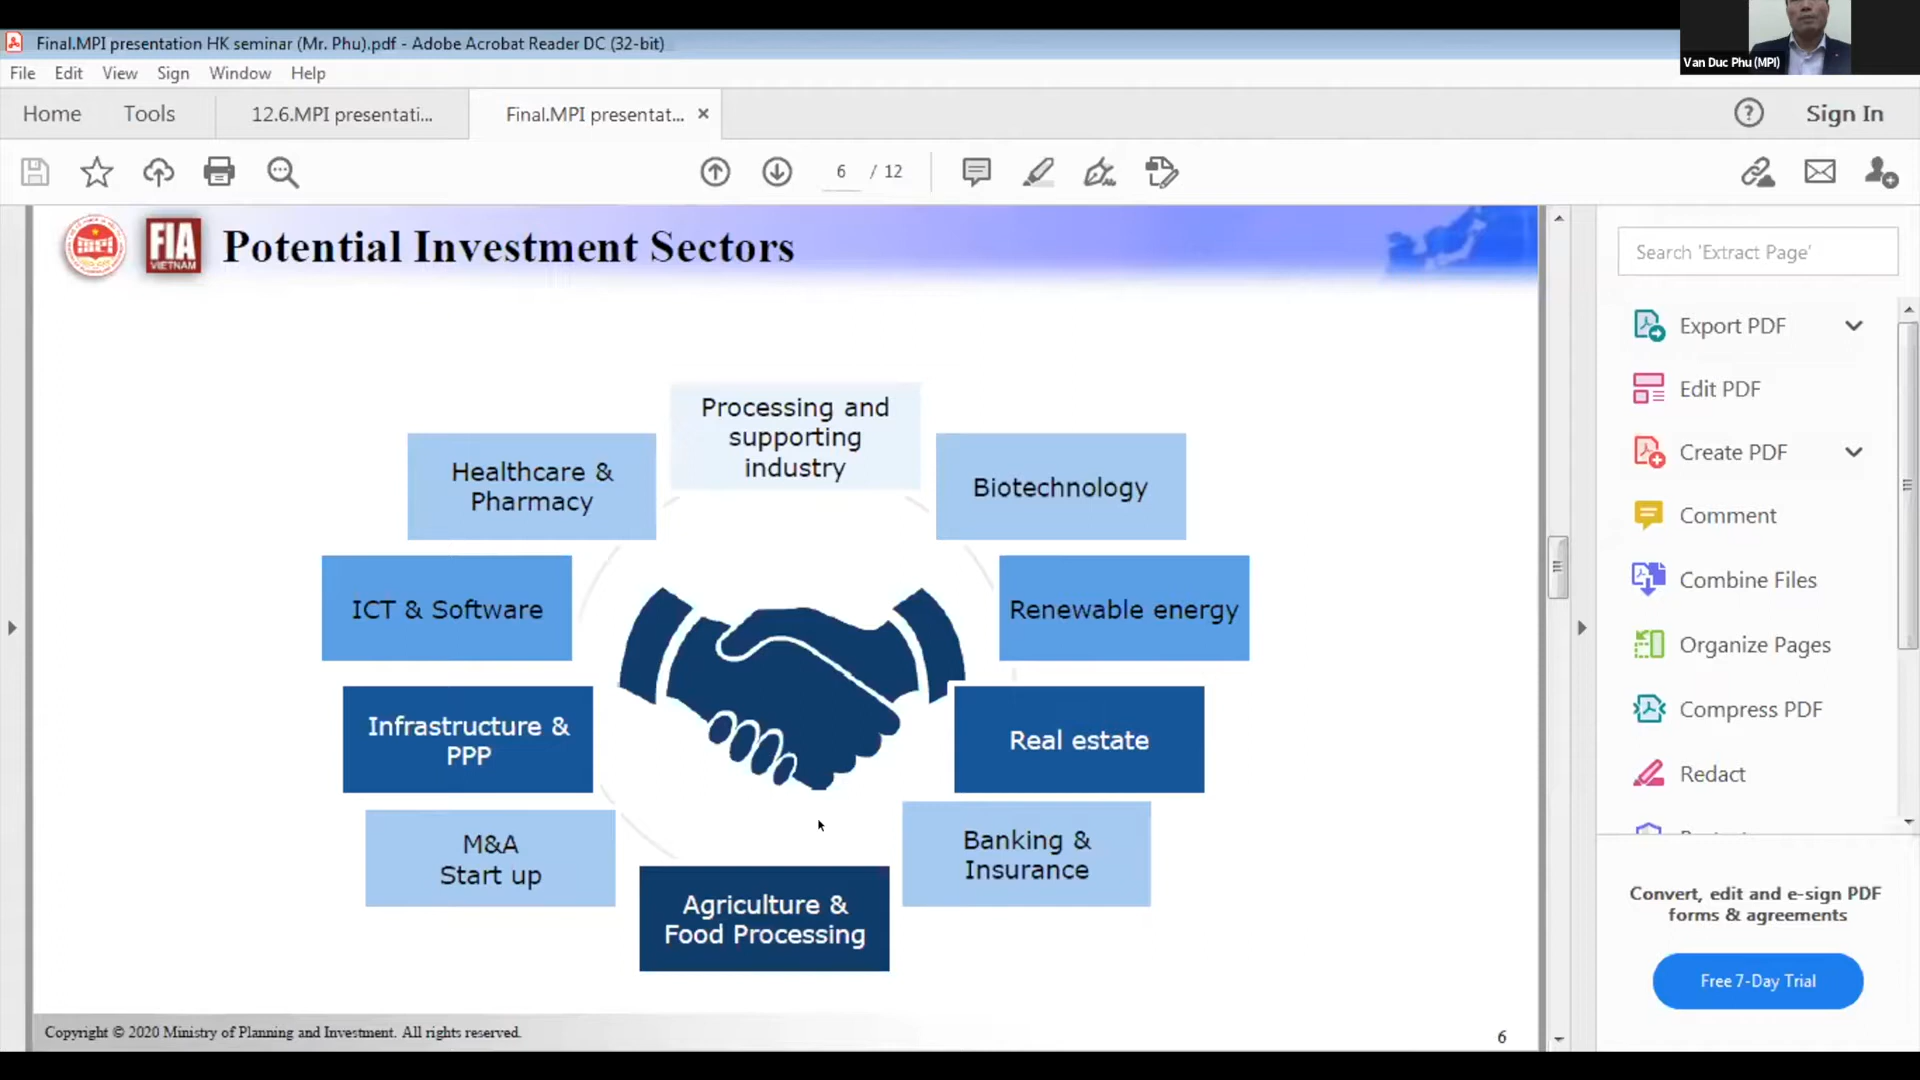 Final.MPI presentation HK seminar (Mr. Phu).pdf - Adobe Acrobat Reader DC (32-bit)
Van Duc Phu (MPI)
File Edit View Sign Window Help
Home Tools 12.6.MPI presentati... Final.MPI presentat... Sign In
6 / 12
MPI
FIA
VIETNAM
Potential Investment Sectors
Search 'Extract Page'
Export PDF
Edit PDF
Create PDF
Comment
Combine Files
Organize Pages
Compress PDF
Redact
Processing and
supporting
industry
Healthcare &
Pharmacy
Biotechnology
ICT & Software
Renewable energy
Infrastructure &
PPP
Real estate
M&A
Start up
Banking &
Insurance
Agriculture &
Food Processing
Convert, edit and e-sign PDF
forms & agreements
Free 7-Day Trial
Copyright © 2020 Ministry of Planning and Investment. All rights reserved.
6